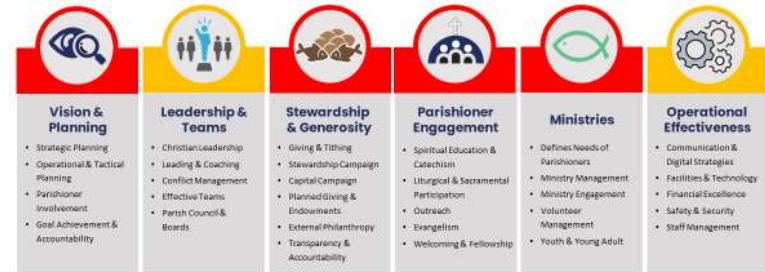 Vision &
Planning
• Strategic Planning
• Operational & Tactical
Planning
• Parishioner
Involvement
• Goal Achievement &
Accountability
Leadership &
Teams
• Christian Leadership
• Leading & Coaching
• Conflict Management
• Effective Teams
• Parish Council &
Boards
Stewardship
& Generosity
• Giving & Tithing
• Stewardship Campaign
• Capital Campaign
• Planned Giving &
Endowments
• External Philanthropy
• Transparency &
Accountability
Parishioner
Engagement
• Spiritual Education &
Catechism
• Liturgical & Sacramental
Participation
• Outreach
• Evangelism
• Welcoming & Fellowship
Ministries
• Defines Needs of
Parishioners
• Ministry Management
• Ministry Engagement
• Volunteer
Management
• Youth & Young Adult
Operational
Effectiveness
• Communication &
Digital Strategies
• Facilities & Technology
• Financial Excellence
• Safety & Security
• Staff Management